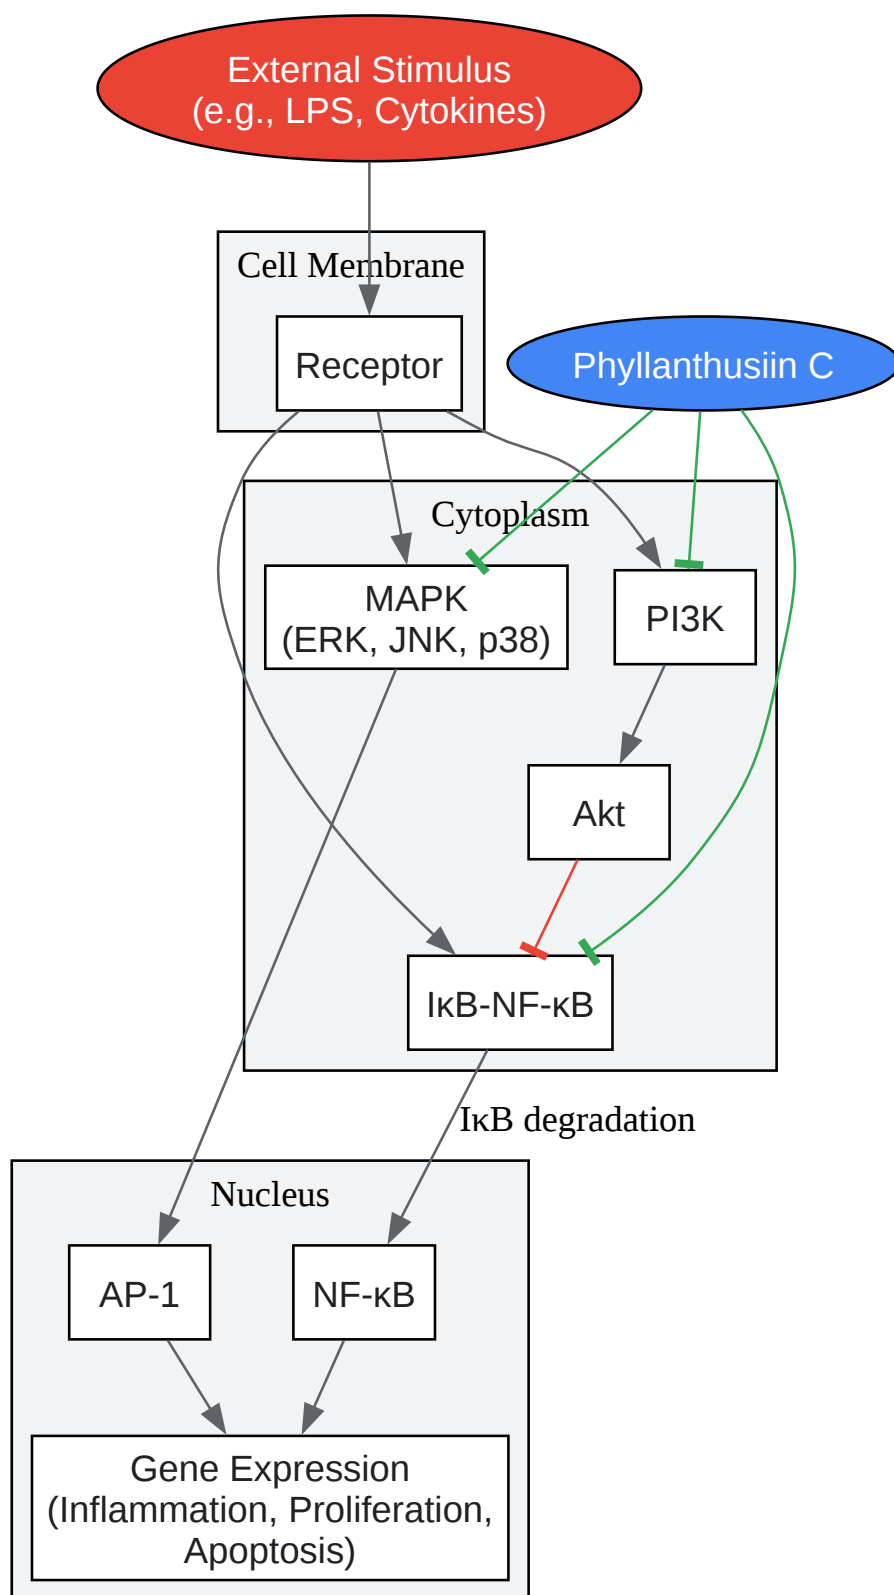 External Stimulus
(e.g., LPS, Cytokines)
Cell Membrane
Receptor
Phyllanthusiin C
Cytoplasm
MAPK
(ERK, JNK, p38)
PI3K
Akt
IκB-NF-κB
IκB degradation
Nucleus
AP-1
NF-κB
Gene Expression
(Inflammation, Proliferation,
Apoptosis)